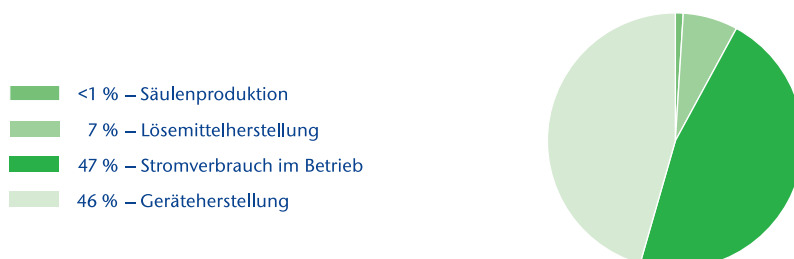 <1 % – Säulenproduktion
7 % – Lösemittelherstellung
47 % – Stromverbrauch im Betrieb
46 % – Geräteherstellung